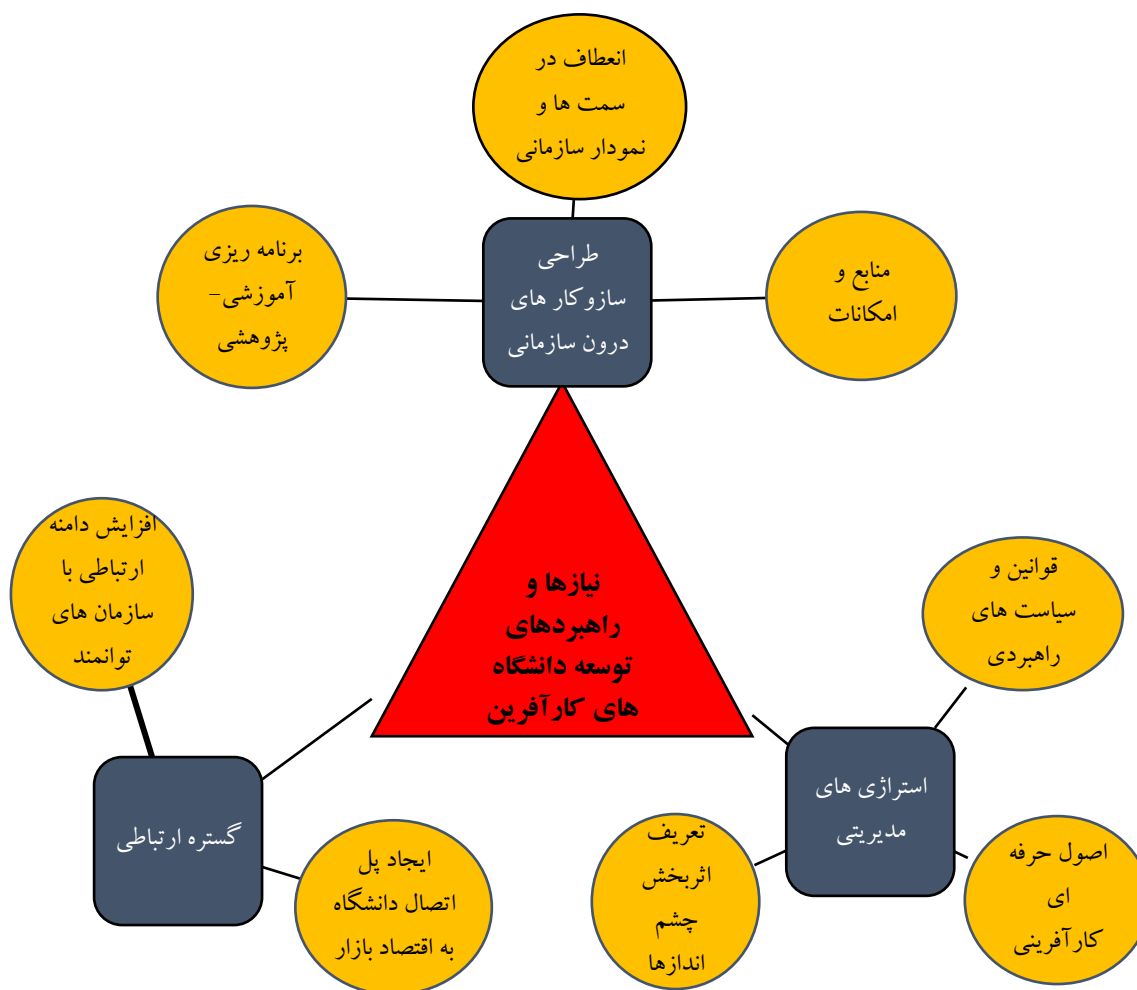 انعطاف در
سمت ها و
نمودار سازمانی
برنامه ریزی
آموزشی-
پژوهشی
طراحی
سازوکار های
درون سازمانی
منابع و
امکانات
افزایش دامنه
ارتباطی با
سازمان های
توانمند
نیازها و
راهبردهای
توسعه دانشگاه
های کارآفرین
قوانین و
سیاست های
راهبردی
گستره ارتباطی
ایجاد پل
اتصال دانشگاه
به اقتصاد بازار
استراژی های
مدیریتی
تعریف
اثربخش
چشم
اندازها
اصول حرفه
ای
کارآفرینی